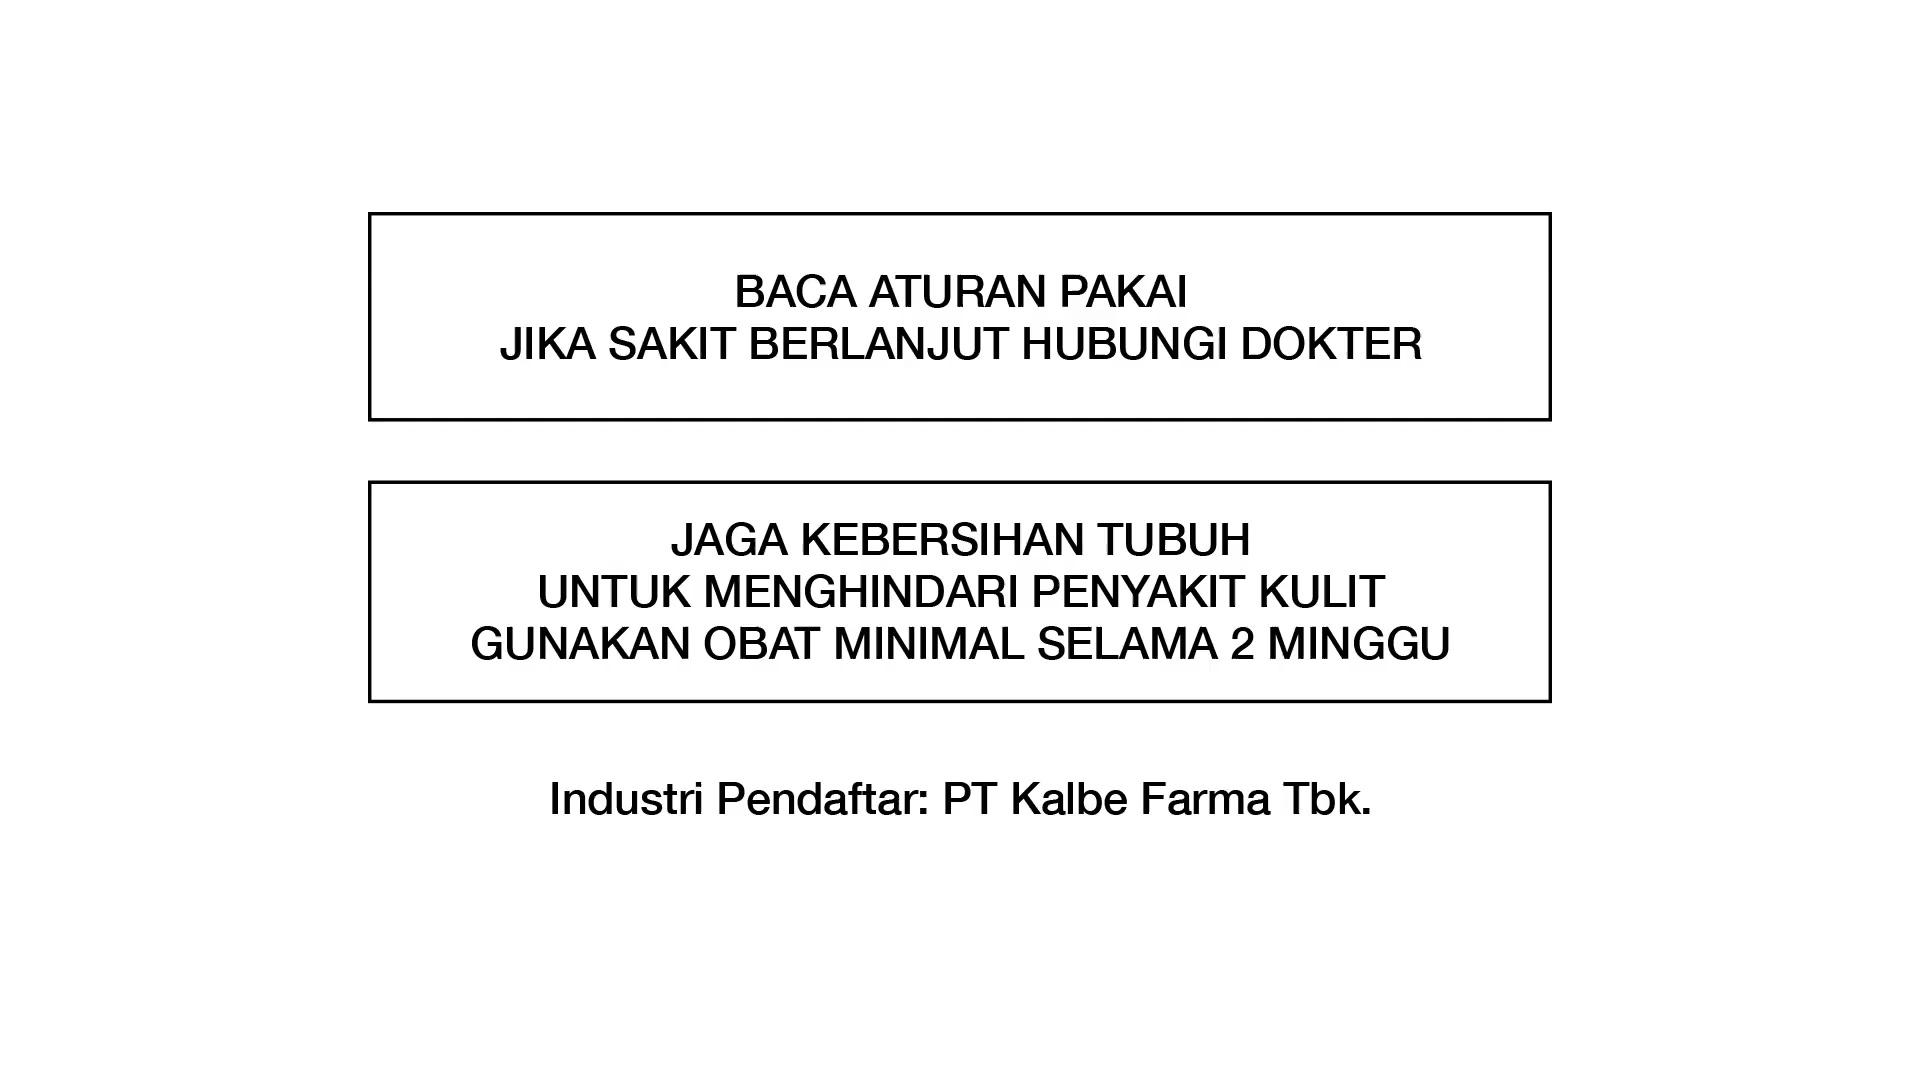 BACA ATURAN PAKAI
JIKA SAKIT BERLANJUT HUBUNGI DOKTER
JAGA KEBERSIHAN TUBUH
UNTUK MENGHINDARI PENYAKIT KULIT
GUNAKAN OBAT MINIMAL SELAMA 2 MINGGU
Industri Pendaftar: PT Kalbe Farma Tbk.